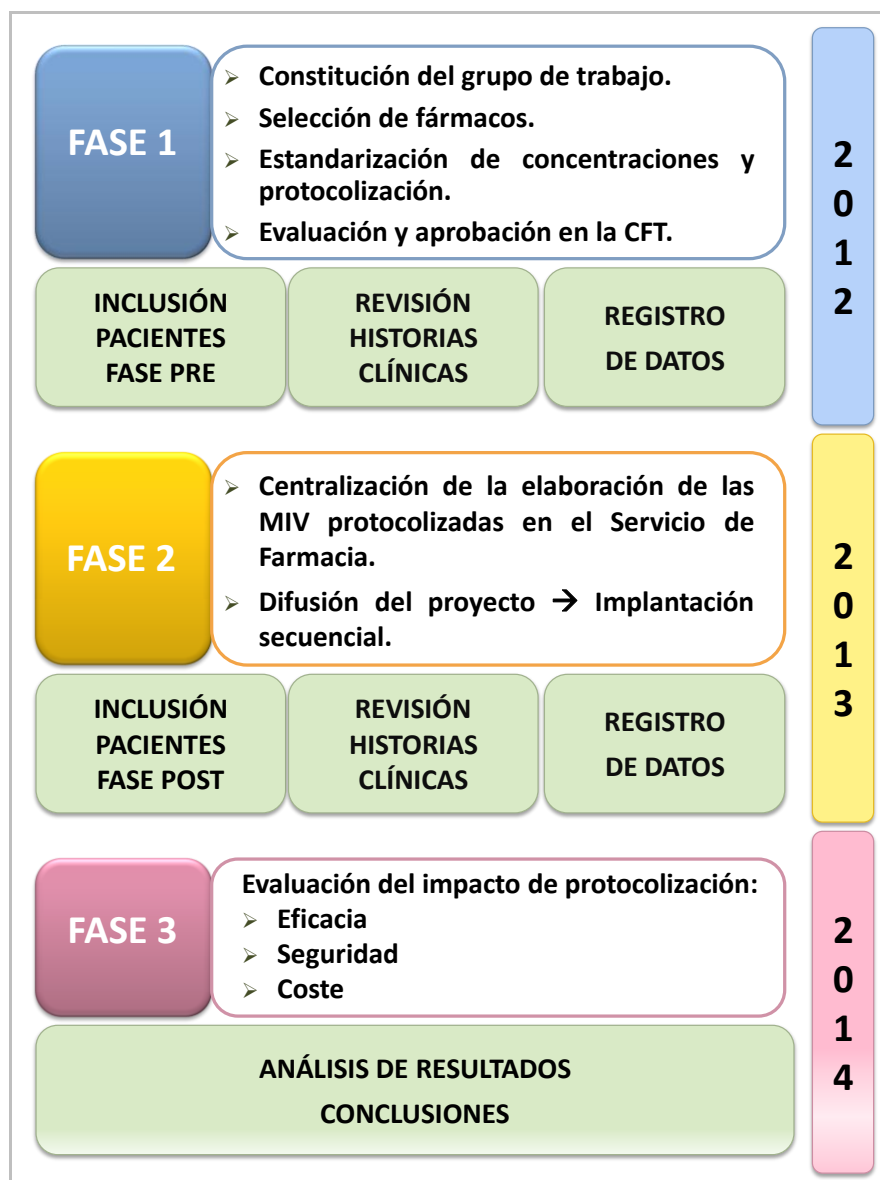 FASE 1
➢ Constitución del grupo de trabajo.
➢ Selección de fármacos.
➢ Estandarización de concentraciones y
protocolización.
➢ Evaluación y aprobación en la CFT.
INCLUSIÓN
PACIENTES
FASE PRE
REVISIÓN
HISTORIAS
CLÍNICAS
REGISTRO
DE DATOS
2
0
1
2
FASE 2
➢ Centralización de la elaboración de las
MIV protocolizadas en el Servicio de
Farmacia.
➢ Difusión del proyecto → Implantación
secuencial.
INCLUSIÓN
PACIENTES
FASE POST
REVISIÓN
HISTORIAS
CLÍNICAS
REGISTRO
DE DATOS
2
0
1
3
FASE 3
Evaluación del impacto de protocolización:
➢ Eficacia
➢ Seguridad
➢ Coste
ANÁLISIS DE RESULTADOS
CONCLUSIONES
2
0
1
4